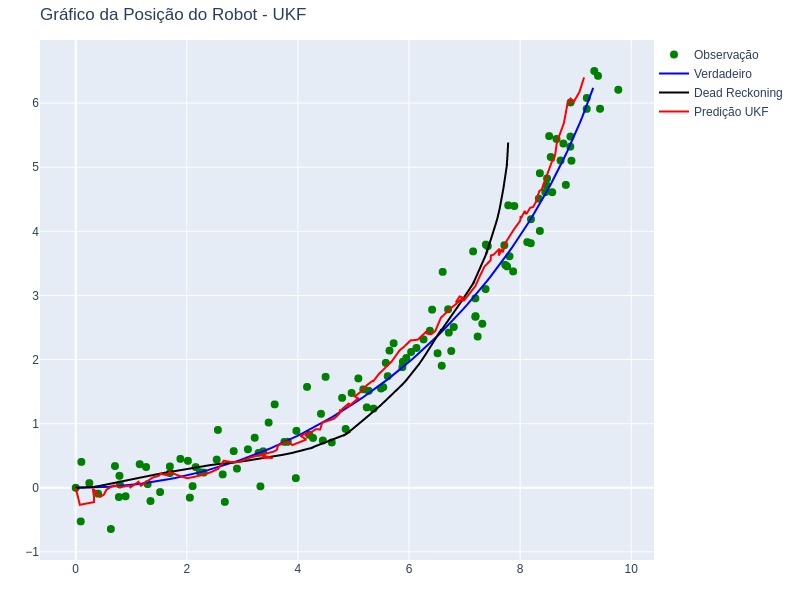 Gráfico da Posição do Robot - UKF
Observação
Verdadeiro
Dead Reckoning
Predição UKF
6
5
4
3
2
1
0
−1
0
2
4
6
8
10